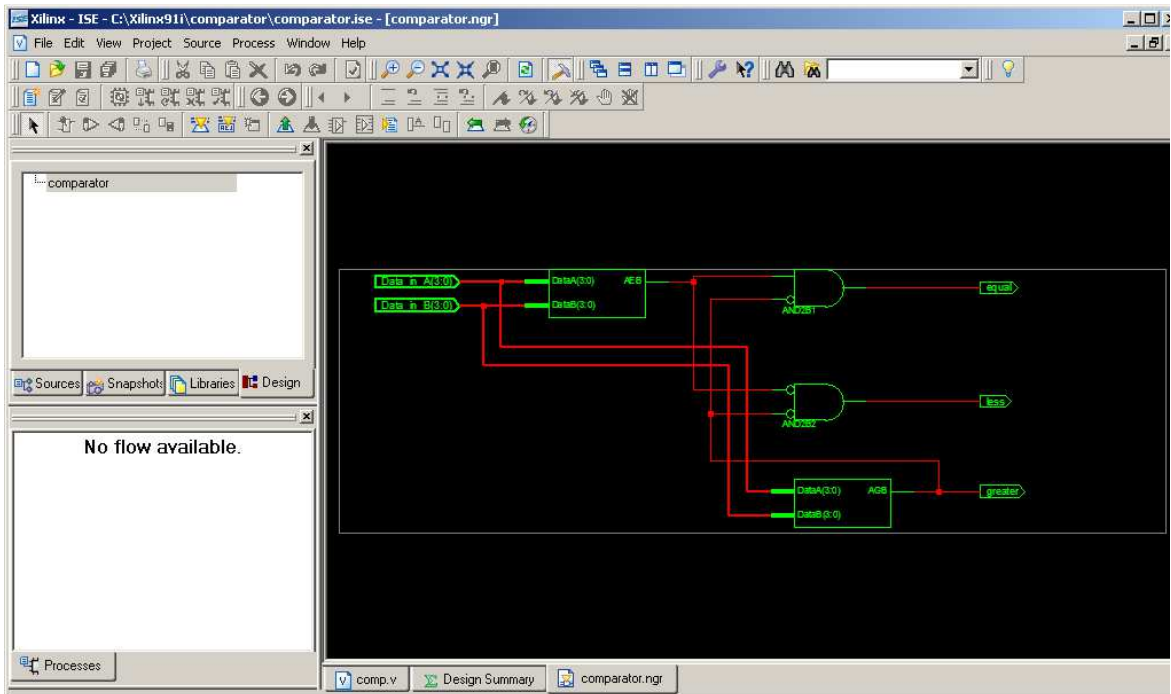 Xilinx - ISE - C:\Xilinx91i\comparator\comparator.ise - [comparator.ngr]
File Edit View Project Source Process Window Help
comparator
Sources Snapshots Libraries Design
No flow available.
Processes
Data_in_A(3:0)
Data_in_B(3:0)
DataA(3:0) AEB
DataB(3:0)
AND2B1
equal
AND2B2
less
DataA(3:0) AGB
DataB(3:0)
greater
comp.v Design Summary comparator.ngr